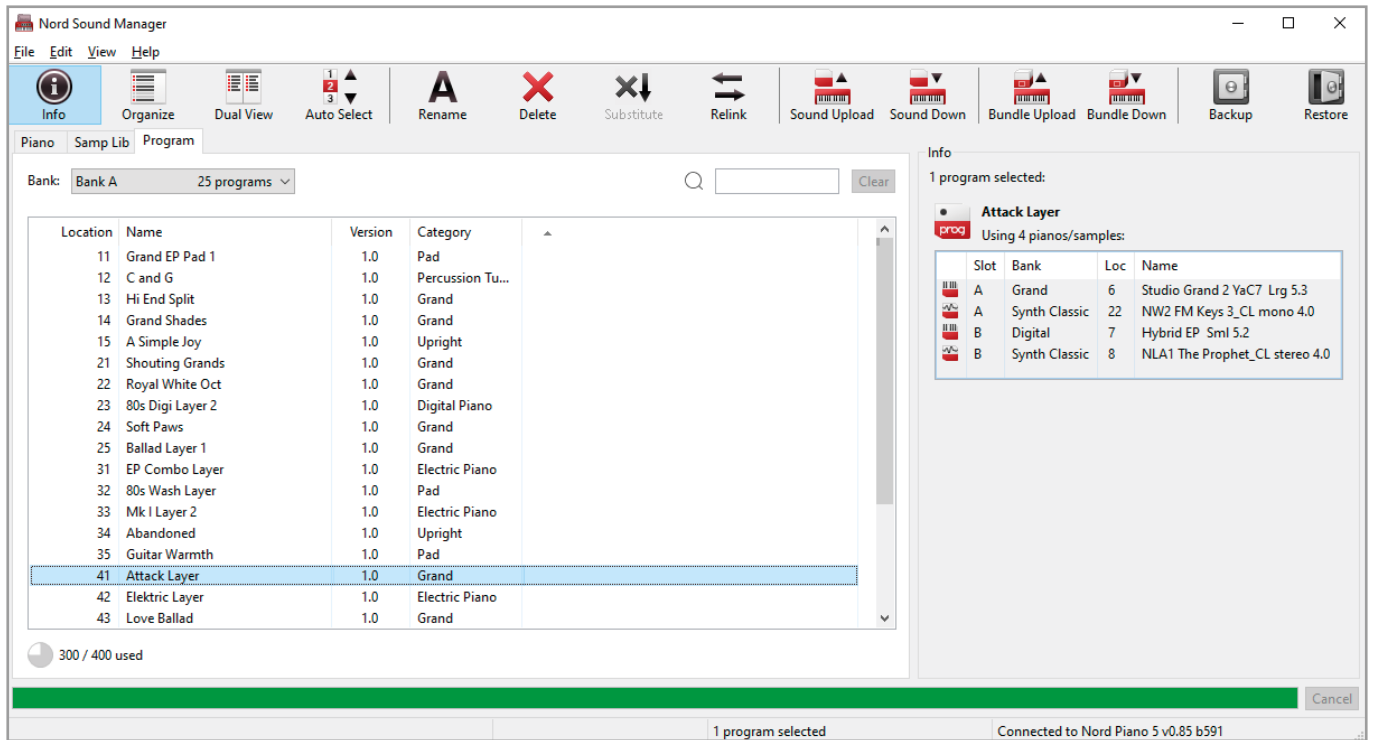 Nord Sound Manager
File Edit View Help
Info Organize Dual View 1 2 3 Auto Select A Rename Delete Substitute Relink Sound Upload Sound Down Bundle Upload Bundle Down Backup Restore
Piano Samp Lib Program
Bank: Bank A 25 programs Clear
Location Name Version Category
11 Grand EP Pad 1 1.0 Pad
12 C and G 1.0 Percussion Tu...
13 Hi End Split 1.0 Grand
14 Grand Shades 1.0 Grand
15 A Simple Joy 1.0 Upright
21 Shouting Grands 1.0 Grand
22 Royal White Oct 1.0 Grand
23 80s Digi Layer 2 1.0 Digital Piano
24 Soft Paws 1.0 Grand
25 Ballad Layer 1 1.0 Grand
31 EP Combo Layer 1.0 Electric Piano
32 80s Wash Layer 1.0 Pad
33 Mk I Layer 2 1.0 Electric Piano
34 Abandoned 1.0 Upright
35 Guitar Warmth 1.0 Pad
41 Attack Layer 1.0 Grand
42 Elektric Layer 1.0 Electric Piano
43 Love Ballad 1.0 Grand
300 / 400 used
Info
1 program selected:
prog Attack Layer
Using 4 pianos/samples:
Slot Bank Loc Name
A Grand 6 Studio Grand 2 YaC7 Lrg 5.3
A Synth Classic 22 NW2 FM Keys 3_CL mono 4.0
B Digital 7 Hybrid EP Sml 5.2
B Synth Classic 8 NLA1 The Prophet_CL stereo 4.0
Cancel
1 program selected Connected to Nord Piano 5 v0.85 b591